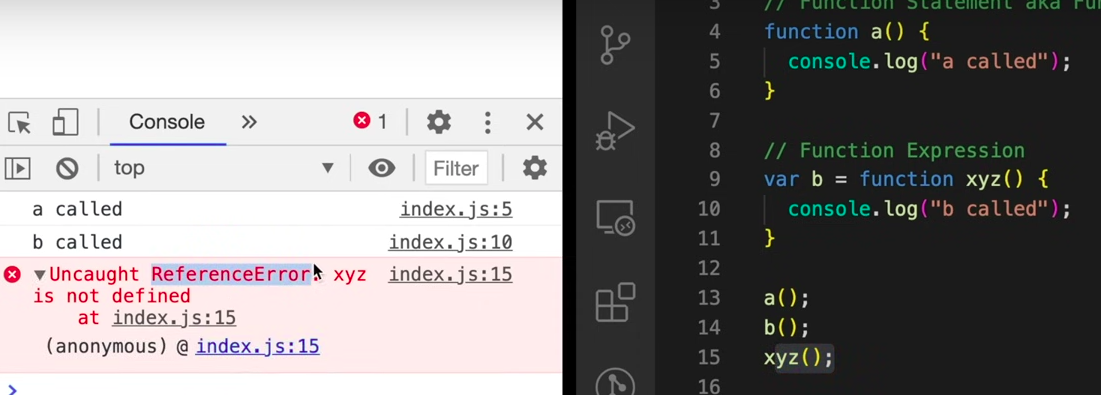 Console
1
top
Filter
a called index.js:5
b called index.js:10
Uncaught ReferenceError: xyz index.js:15
is not defined
at index.js:15
(anonymous) @ index.js:15
3 // Function Statement aka
4 function a() {
5 console.log("a called");
6 }
7
8 // Function Expression
9 var b = function xyz() {
10 console.log("b called");
11 }
12
13 a();
14 b();
15 xyz();
16